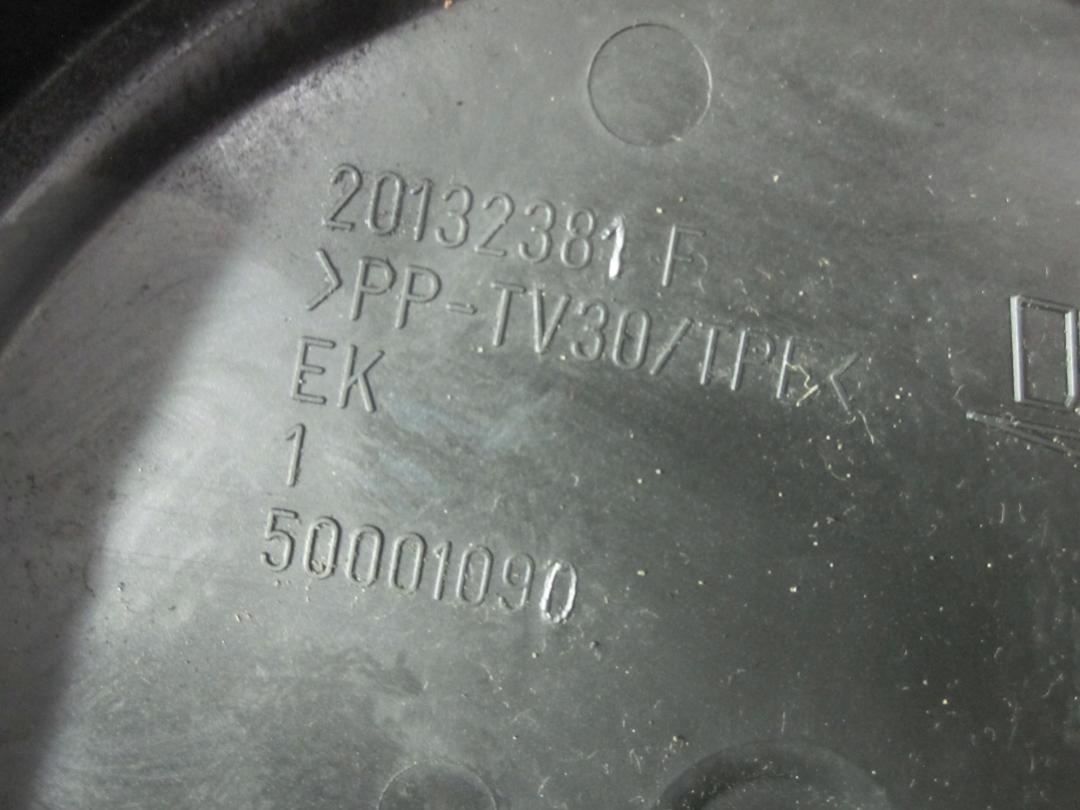 20132381 F
>PP-TV30/TPE<
EK
1
50001090